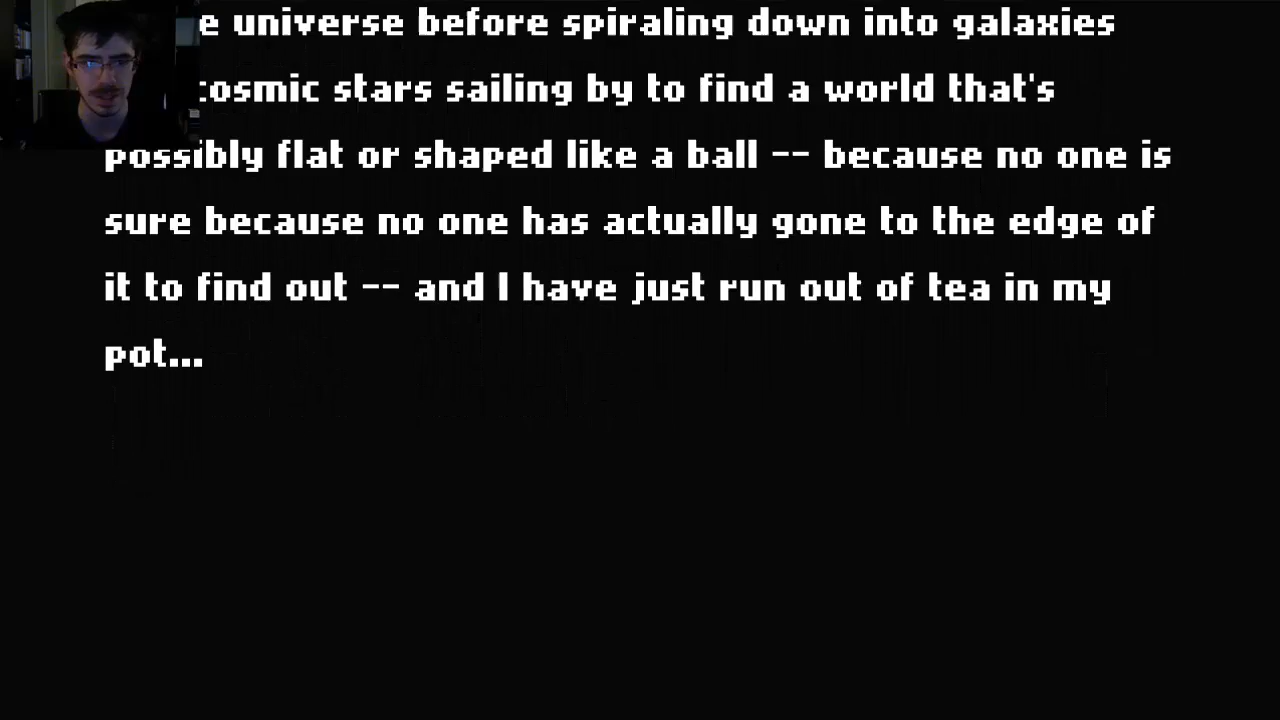 universe before spiraling down into galaxies
cosmic stars sailing by to find a world that's
possibly flat or shaped like a ball -- because no one is
sure because no one has actually gone to the edge of
it to find out -- and I have just run out of tea in my
pot...